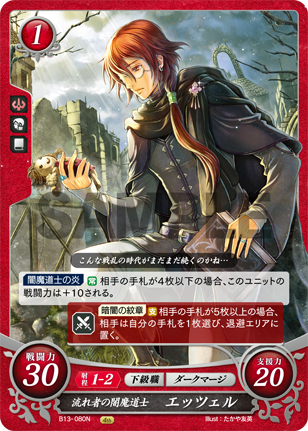 1
SAMPLE
こんな戦乱の時代がまだまだ続くのかね…
闇魔道士の炎 常 相手の手札が4枚以下の場合、このユニットの
戦闘力は+10される。
暗闇の紋章 支 相手の手札が5枚以上の場合、
相手は自分の手札を1枚選び、退避エリアに
置く。
戦闘力
30
射程 1-2 下級職 ダークマージ
支援力
20
流れ者の闇魔道士 エッツェル
B13-080N
Illust:たかや友英